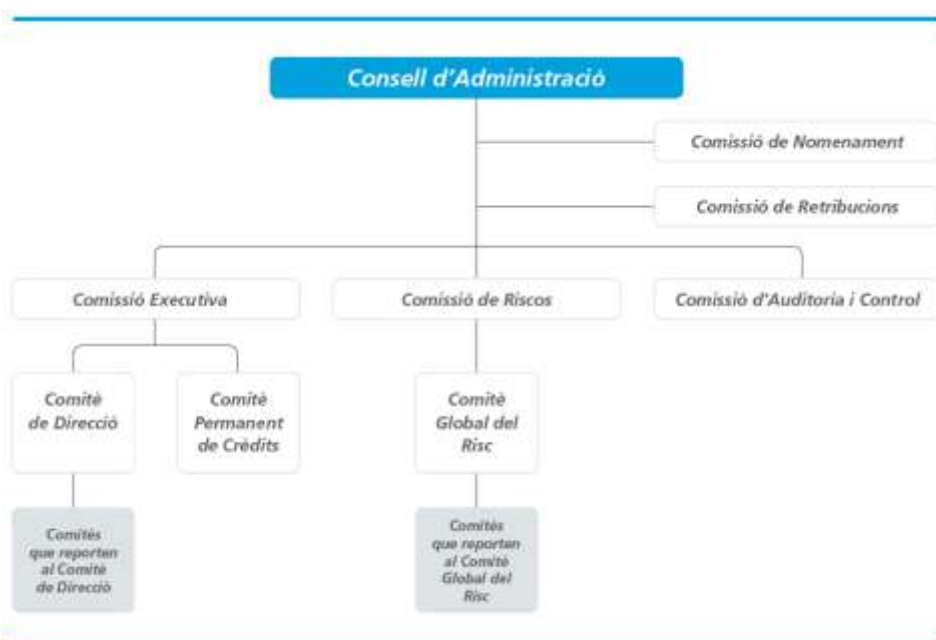 Consell d'Administració
Comissió de Nomenament
Comissió de Retribucions
Comissió Executiva
Comissió de Riscos
Comissió d'Auditoria i Control
Comitè
de Direcció
Comitè
Permanent
de Crèdits
Comitè
Global del
Risc
Comitès
que reporten
al Comitè
de Direcció
Comitès
que reporten
al Comitè
Global del
Risc